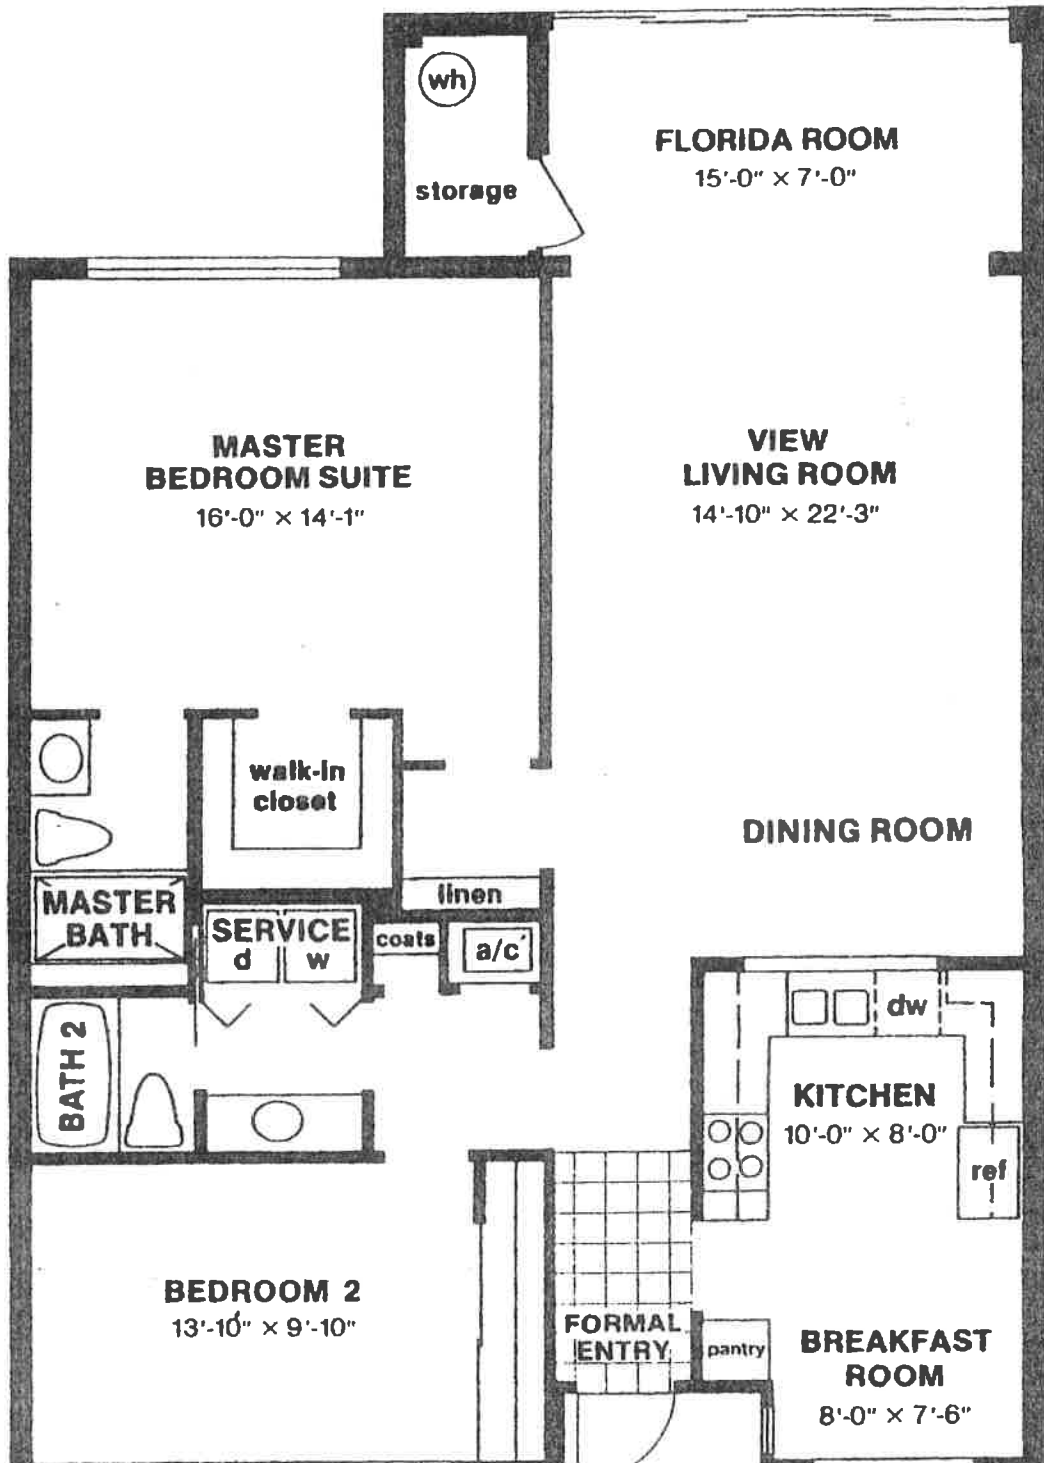 wh
FLORIDA ROOM
15'-0" × 7'-0"
storage
MASTER
BEDROOM SUITE
16'-0" × 14'-1"
VIEW
LIVING ROOM
14'-10" × 22'-3"
walk-in
closet
DINING ROOM
linen
MASTER
BATH
SERVICE
d w
coats
a/c
BATH 2
dw
KITCHEN
10'-0" × 8'-0"
ref
BEDROOM 2
13'-10" × 9'-10"
FORMAL
ENTRY
pantry
BREAKFAST
ROOM
8'-0" × 7'-6"